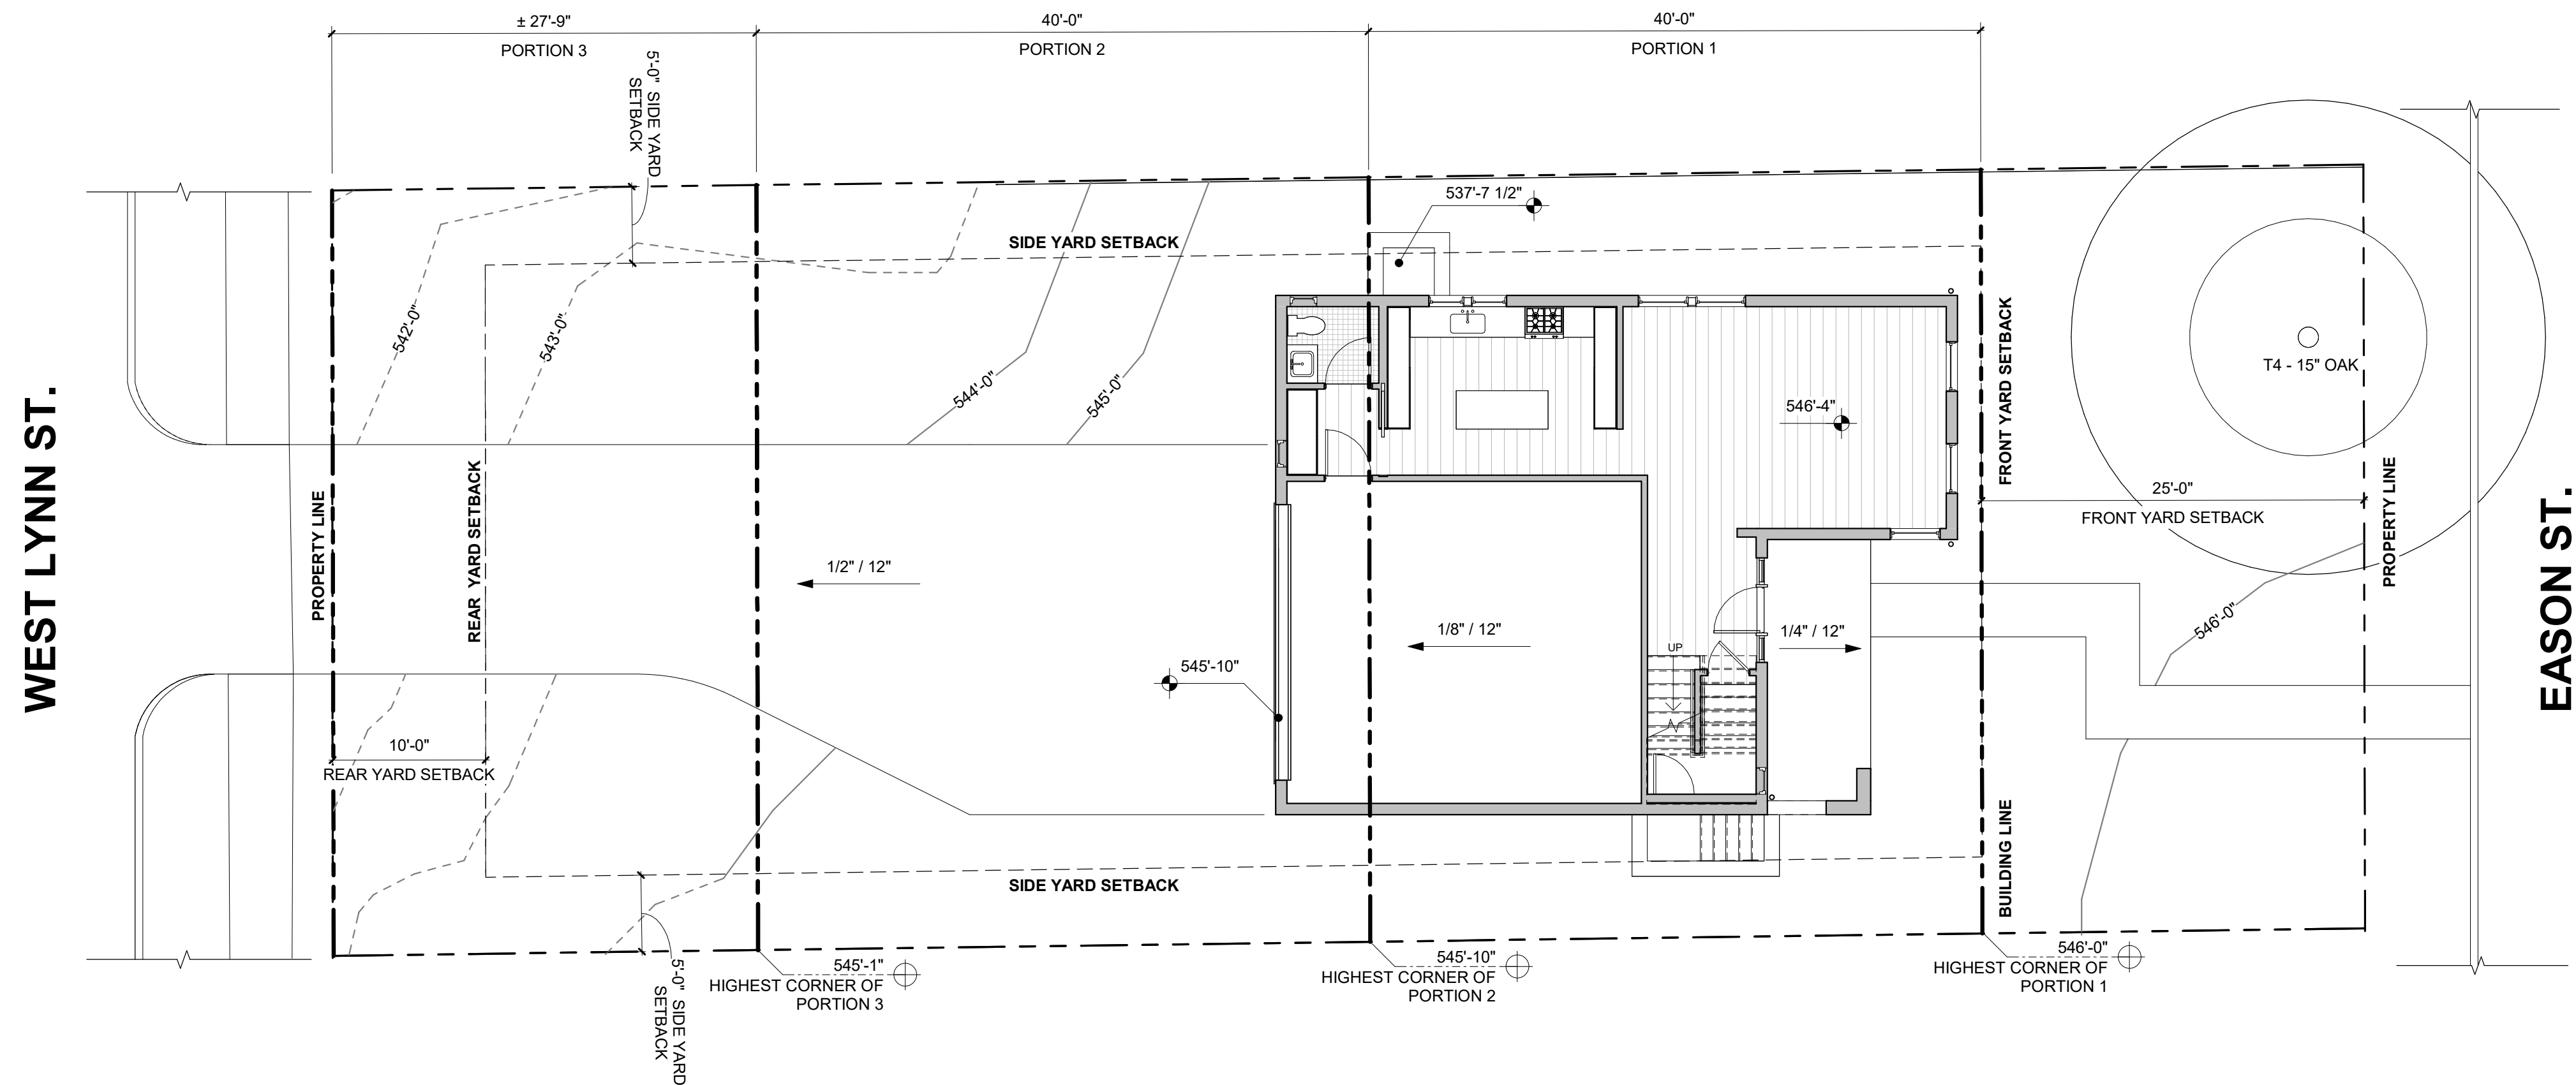 ± 27'-9"
PORTION 3
40'-0"
PORTION 2
40'-0"
PORTION 1
5'-0" SIDE YARD
SETBACK
537'-7 1/2"
SIDE YARD SETBACK
542'-0"
543'-0"
544'-0"
545'-0"
546'-4"
FRONT YARD SETBACK
T4 - 15" OAK
WEST LYNN ST.
PROPERTY LINE
REAR YARD SETBACK
25'-0"
FRONT YARD SETBACK
PROPERTY LINE
EASON ST.
1/2" / 12"
1/8" / 12"
UP
1/4" / 12"
546'-0"
545'-10"
10'-0"
REAR YARD SETBACK
SIDE YARD SETBACK
BUILDING LINE
5'-0" SIDE YARD
SETBACK
545'-1"
HIGHEST CORNER OF
PORTION 3
545'-10"
HIGHEST CORNER OF
PORTION 2
546'-0"
HIGHEST CORNER OF
PORTION 1